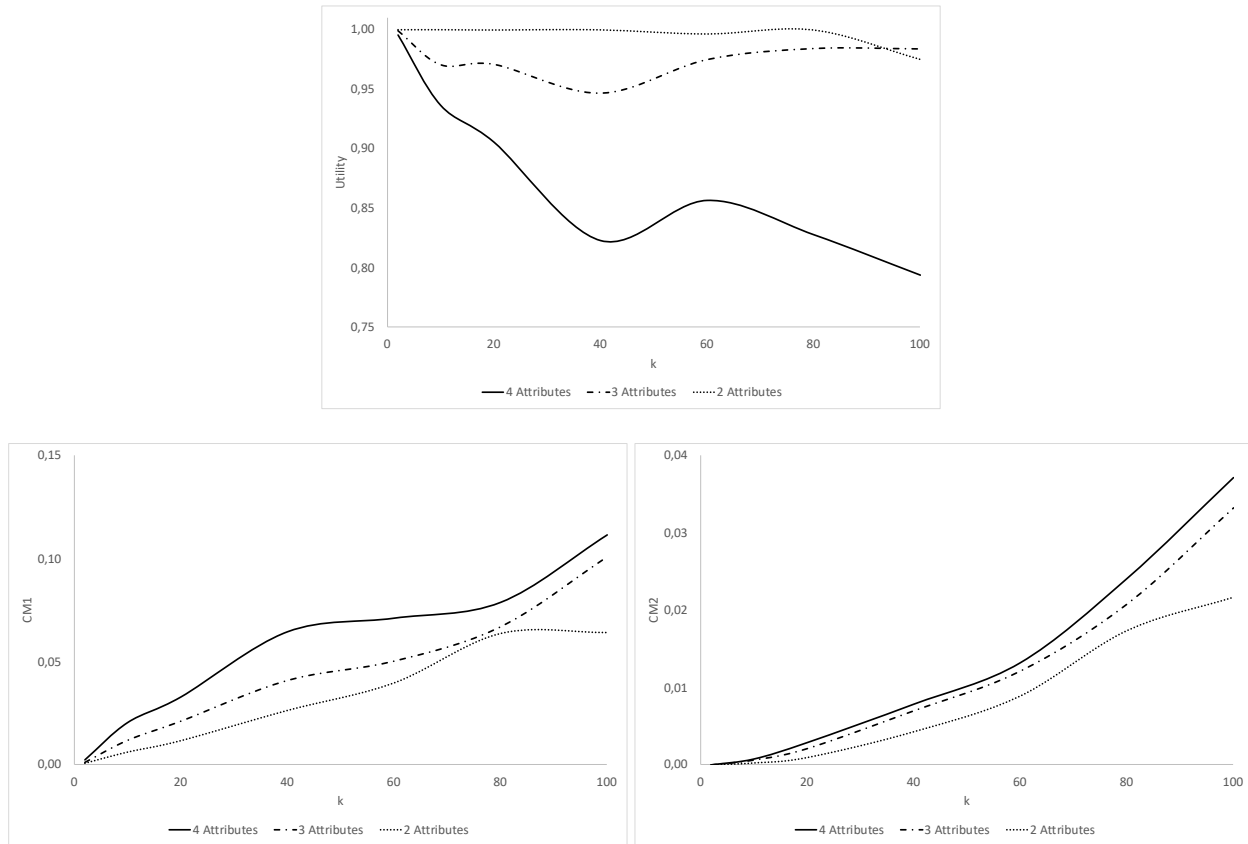 1,00
0,95
0,90
0,85
0,80
0,75
Utility
0 20 40 60 80 100
k
4 Attributes 3 Attributes 2 Attributes
0,15
0,10
0,05
0,00
CM1
0 20 40 60 80 100
k
4 Attributes 3 Attributes 2 Attributes
0,04
0,03
0,02
0,01
0,00
CM2
0 20 40 60 80 100
k
4 Attributes 3 Attributes 2 Attributes